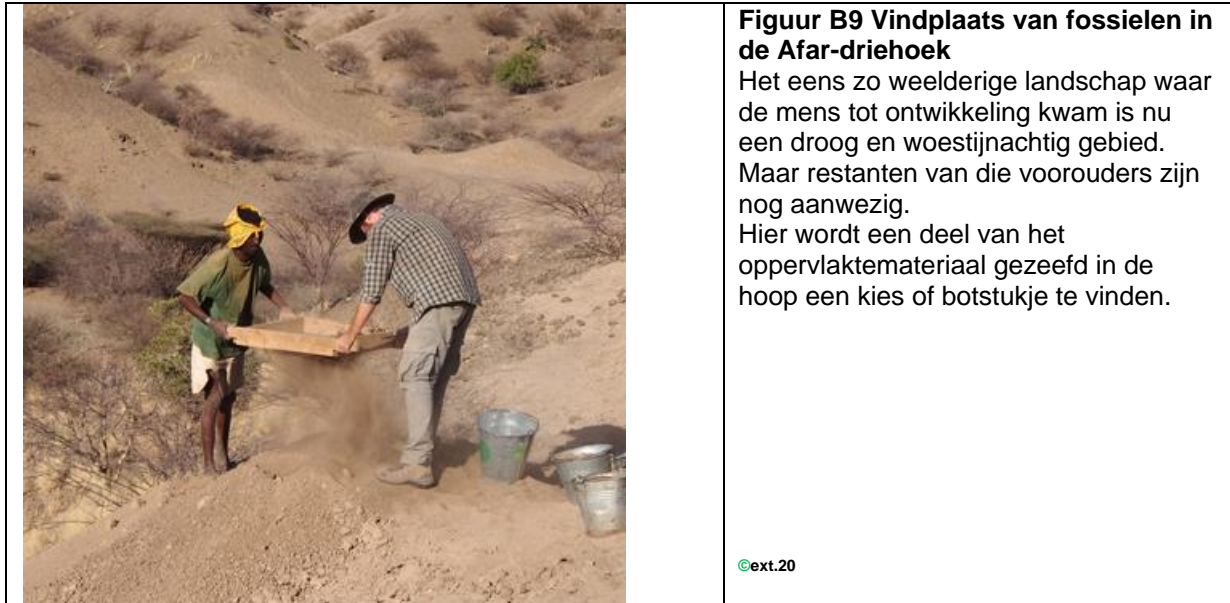 Figuur B9 Vindplaats van fossielen in
de Afar-driehoek
Het eens zo weelderige landschap waar
de mens tot ontwikkeling kwam is nu
een droog en woestijnachtig gebied.
Maar restanten van die voorouders zijn
nog aanwezig.
Hier wordt een deel van het
oppervlaktemateriaal gezeefd in de
hoop een kies of botstukje te vinden.
©ext.20